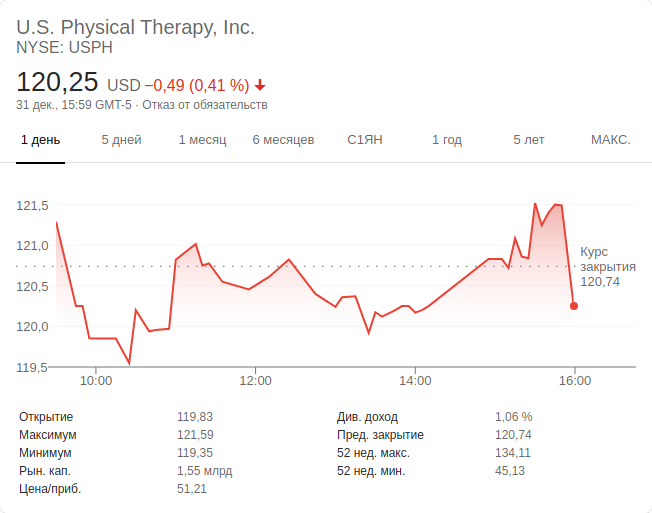 U.S. Physical Therapy, Inc.
NYSE: USPH
120,25 USD −0,49 (0,41 %)
31 дек., 15:59 GMT-5 · Отказ от обязательств
1 день 5 дней 1 месяц 6 месяцев С1ЯН 1 год 5 лет МАКС.
121,5
121,0
120,5
120,0
119,5
Курс
закрытия
120,74
10:00 12:00 14:00 16:00
Открытие 119,83
Максимум 121,59
Минимум 119,35
Рын. кап. 1,55 млрд
Цена/приб. 51,21
Див. доход 1,06 %
Пред. закрытие 120,74
52 нед. макс. 134,11
52 нед. мин. 45,13